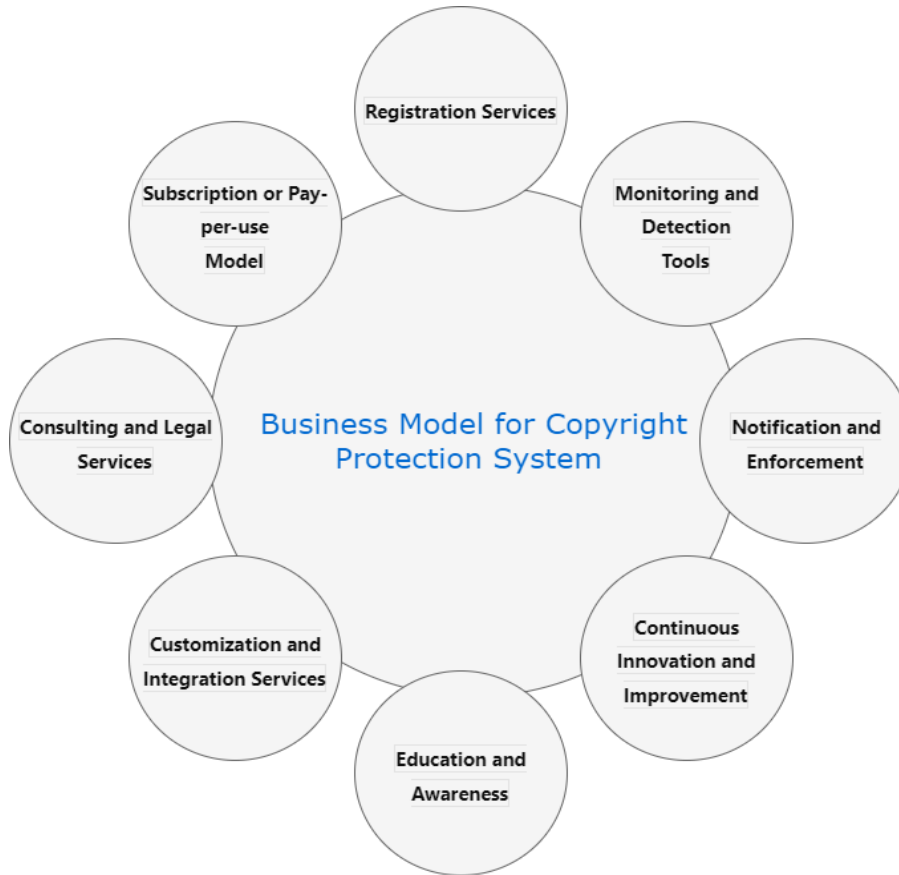 Registration Services
Subscription or Pay-
per-use
Model
Monitoring and
Detection
Tools
Consulting and Legal
Services
Business Model for Copyright
Protection System
Notification and
Enforcement
Customization and
Integration Services
Continuous
Innovation and
Improvement
Education and
Awareness